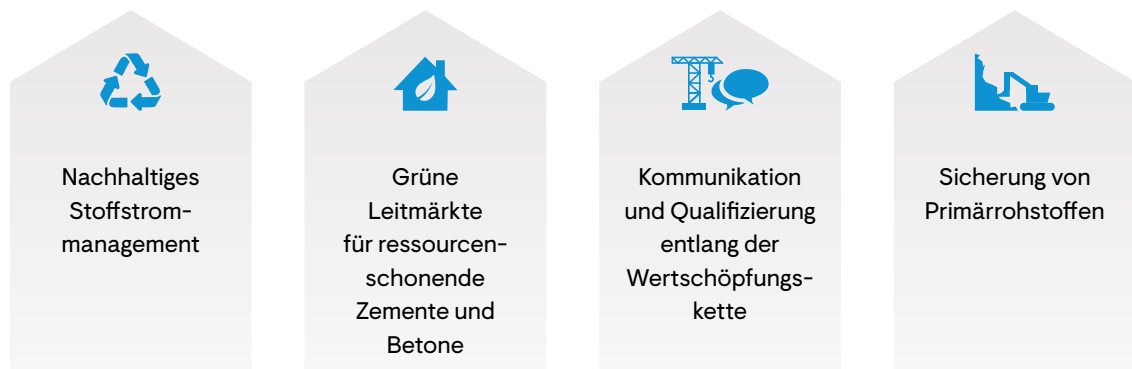 Nachhaltiges
Stoffstrom-
management
Grüne
Leitmärkte
für ressourcen-
schonende
Zemente und
Betone
Kommunikation
und Qualifizierung
entlang der
Wertschöpfungs-
kette
Sicherung von
Primärrohstoffen